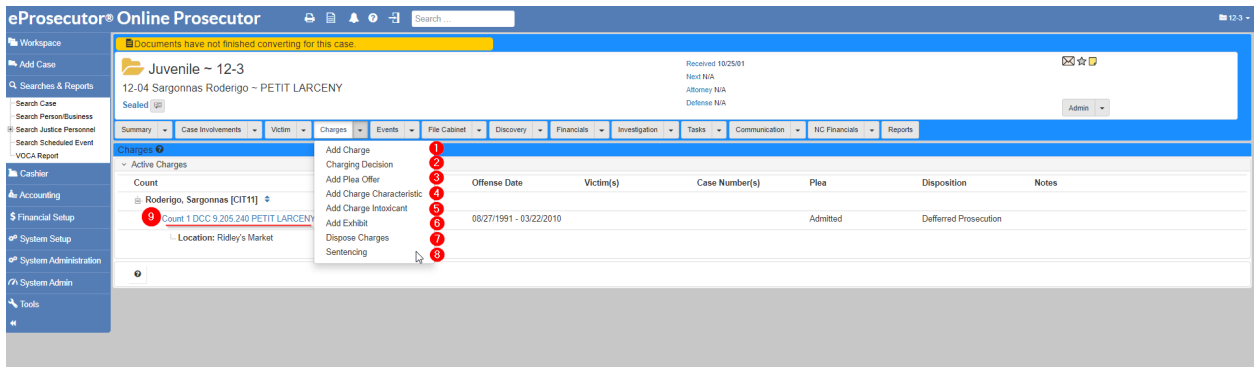 eProsecutor® Online Prosecutor Search ... 12-3
Workspace
Add Case
Searches & Reports
Search Case
Search Person/Business
Search Justice Personnel
Search Scheduled Event
VOCA Report
Cashier
Accounting
$ Financial Setup
System Setup
System Administration
System Admin
Tools
Documents have not finished converting for this case.
Juvenile ~ 12-3
12-04 Sargonnas Roderigo ~ PETIT LARCENY
Sealed
Received 10/25/01
Next N/A
Attorney N/A
Defense N/A
Admin
Summary Case Involvements Victim Charges Events File Cabinet Discovery Financials Investigation Tasks Communication NC Financials Reports
Charges
Active Charges
Count Offense Date Victim(s) Case Number(s) Plea Disposition Notes
Roderigo, Sargonnas [CIT11]
9 Count 1 DCC 9.205.240 PETIT LARCENY 08/27/1991 - 03/22/2010 Admitted Defferred Prosecution
Location: Ridley's Market
Add Charge 1
Charging Decision 2
Add Plea Offer 3
Add Charge Characteristic 4
Add Charge Intoxicant 5
Add Exhibit 6
Dispose Charges 7
Sentencing 8